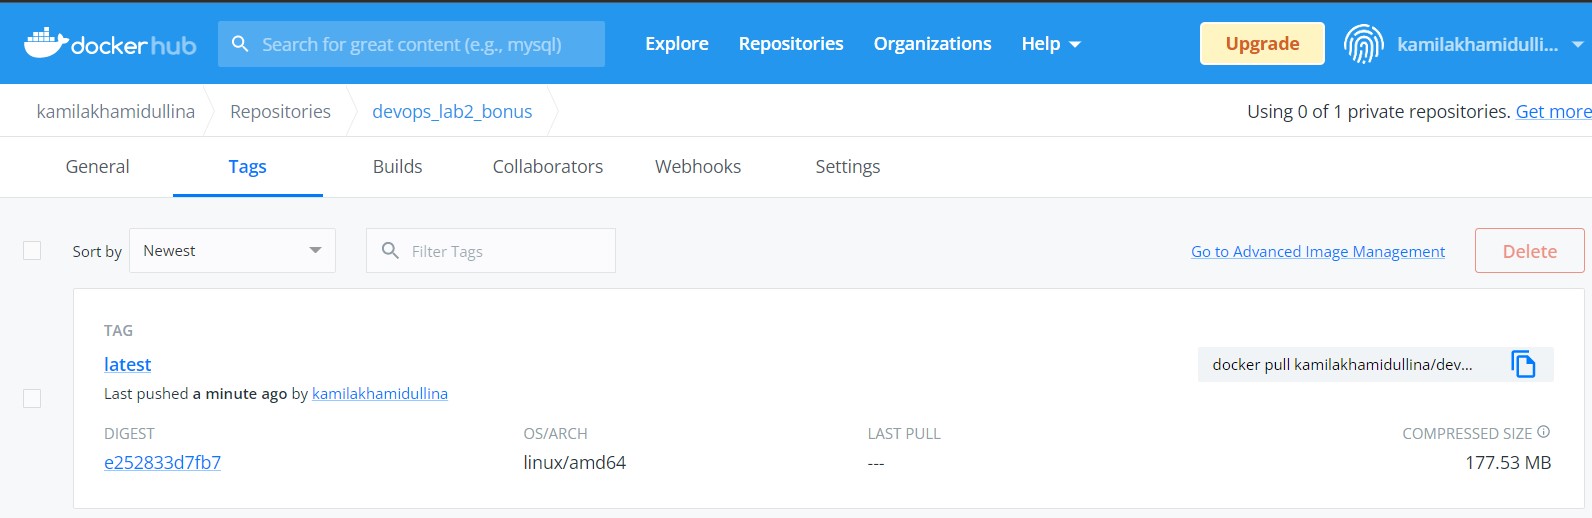 dockerhub Search for great content (e.g., mysql) Explore Repositories Organizations Help Upgrade kamilakhamidulli...
kamilakhamidullina Repositories devops_lab2_bonus Using 0 of 1 private repositories. Get more
General Tags Builds Collaborators Webhooks Settings
Sort by Newest Filter Tags Go to Advanced Image Management Delete
TAG
latest docker pull kamilakhamidullina/dev...
Last pushed a minute ago by kamilakhamidullina
DIGEST OS/ARCH LAST PULL COMPRESSED SIZE
e252833d7fb7 linux/amd64 --- 177.53 MB